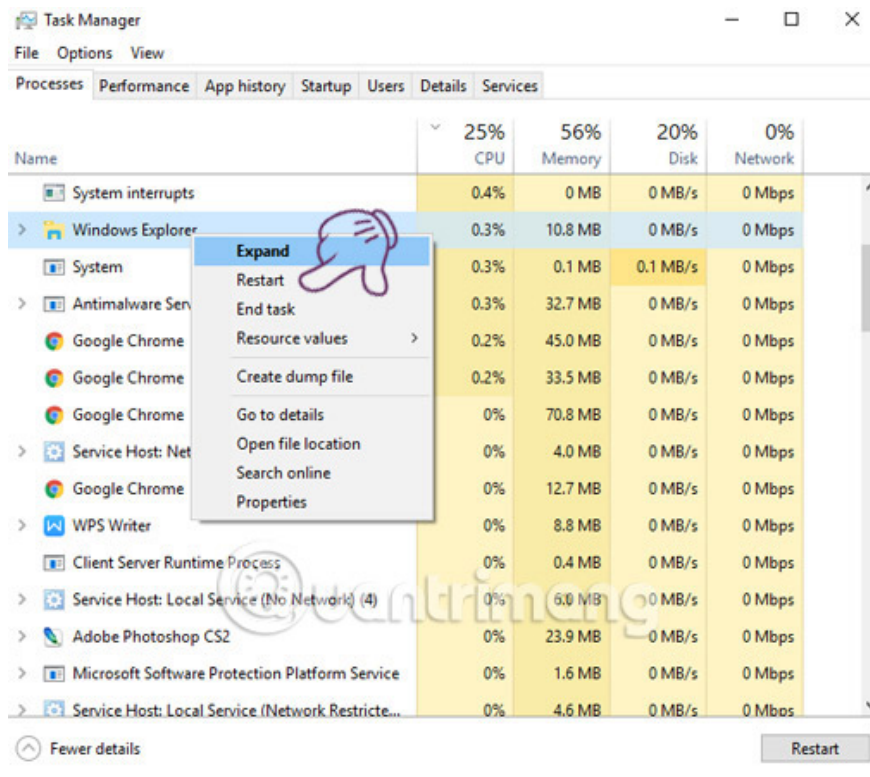 Task Manager
File Options View
Processes Performance App history Startup Users Details Services
25% 56% 20% 0%
Name CPU Memory Disk Network
System interrupts 0.4% 0 MB 0 MB/s 0 Mbps
Windows Explorer 0.3% 10.8 MB 0 MB/s 0 Mbps
Expand
System 0.3% 0.1 MB 0.1 MB/s 0 Mbps
Restart
Antimalware Serv 0.3% 32.7 MB 0 MB/s 0 Mbps
End task
Google Chrome 0.2% 45.0 MB 0 MB/s 0 Mbps
Resource values
Google Chrome 0.2% 33.5 MB 0 MB/s 0 Mbps
Create dump file
Google Chrome 0% 70.8 MB 0 MB/s 0 Mbps
Go to details
Service Host: Net 0% 4.0 MB 0 MB/s 0 Mbps
Open file location
Search online
Google Chrome 0% 12.7 MB 0 MB/s 0 Mbps
Properties
WPS Writer 0% 8.8 MB 0 MB/s 0 Mbps
Client Server Runtime Process 0% 0.4 MB 0 MB/s 0 Mbps
Service Host: Local Service (No Network) (4) 0% 6.0 MB 0 MB/s 0 Mbps
@uantrimang
Adobe Photoshop CS2 0% 23.9 MB 0 MB/s 0 Mbps
Microsoft Software Protection Platform Service 0% 1.6 MB 0 MB/s 0 Mbps
Service Host: Local Service (Network Restricte... 0% 4.6 MB 0 MB/s 0 Mbps
Fewer details Restart